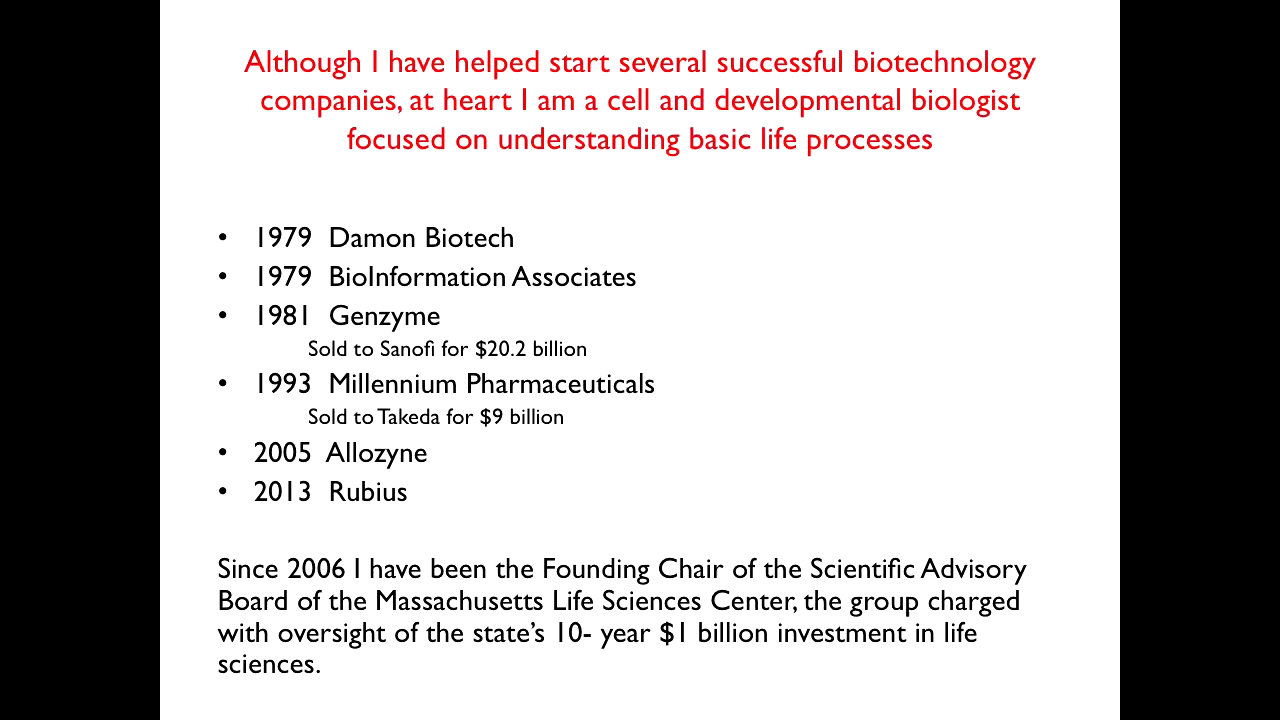 Although I have helped start several successful biotechnology
companies, at heart I am a cell and developmental biologist
focused on understanding basic life processes
• 1979 Damon Biotech
• 1979 BioInformation Associates
• 1981 Genzyme
Sold to Sanofi for $20.2 billion
• 1993 Millennium Pharmaceuticals
Sold to Takeda for $9 billion
• 2005 Allozyne
• 2013 Rubius
Since 2006 I have been the Founding Chair of the Scientific Advisory
Board of the Massachusetts Life Sciences Center, the group charged
with oversight of the state’s 10- year $1 billion investment in life
sciences.